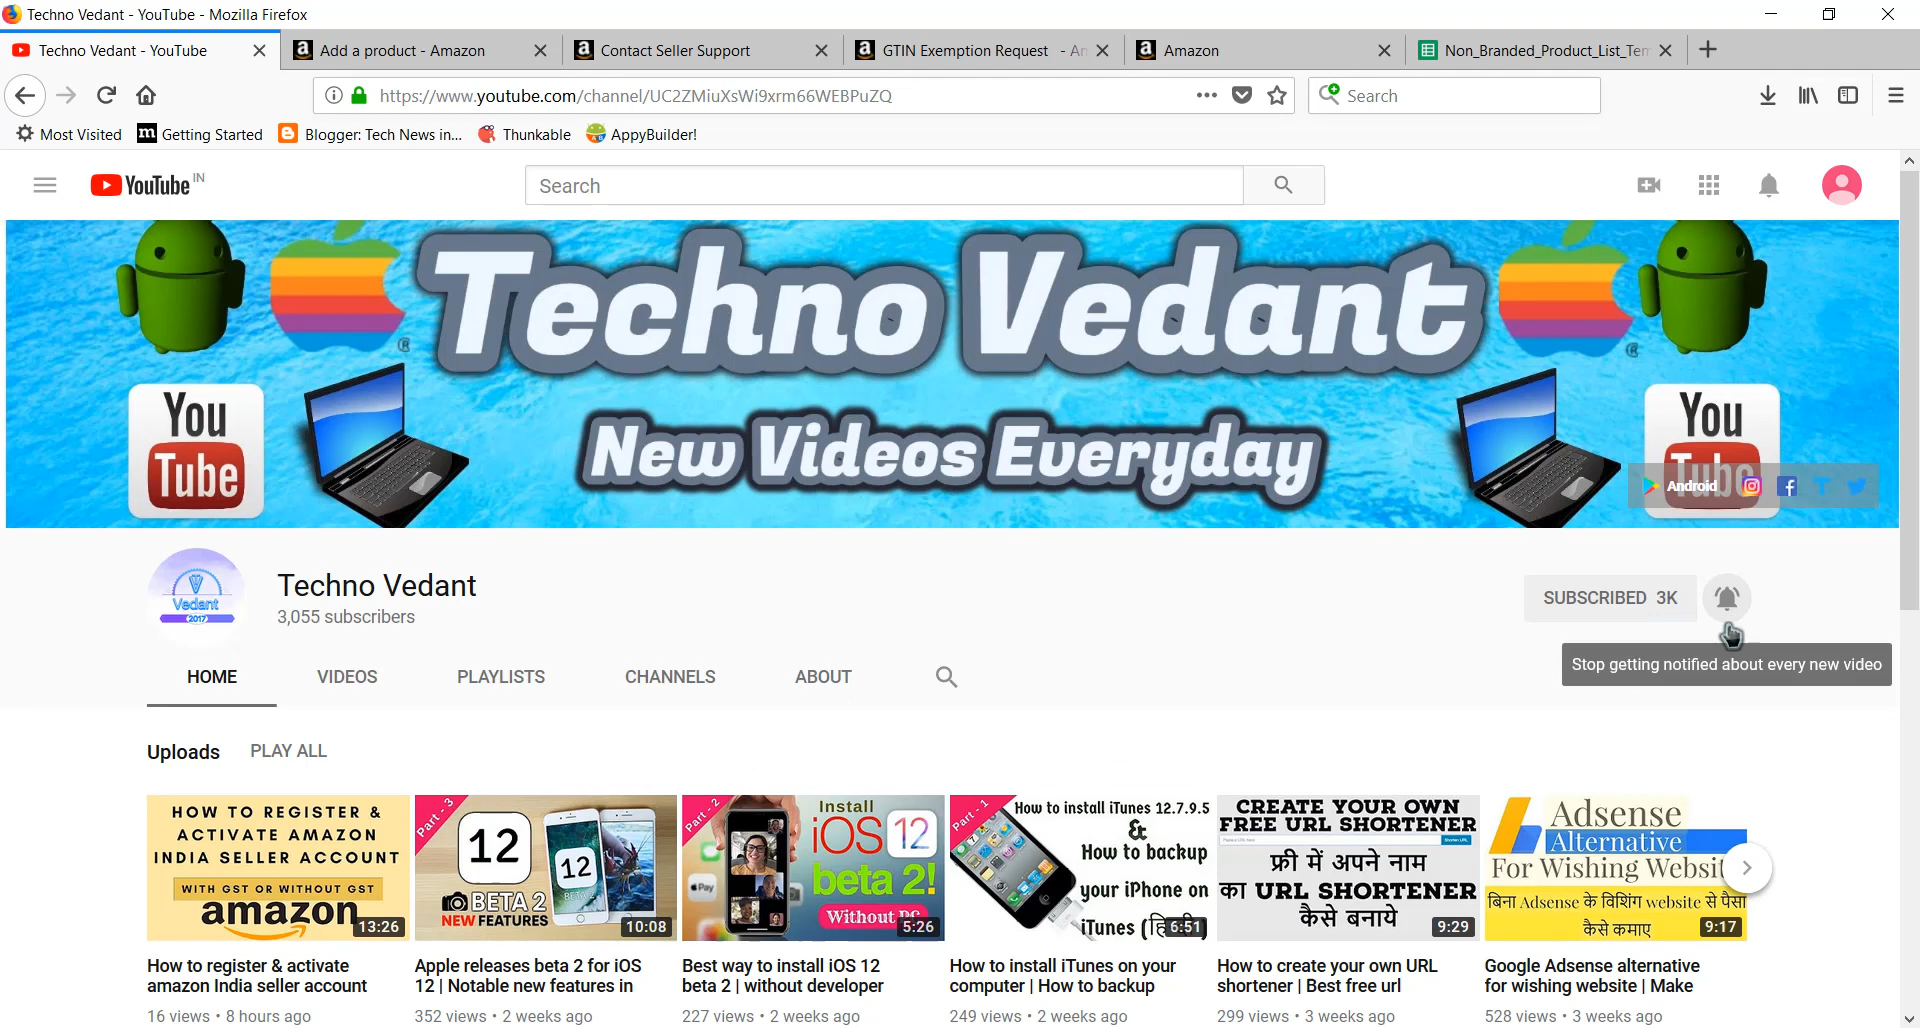 Techno Vedant - YouTube - Mozilla Firefox
Techno Vedant - YouTube
Add a product - Amazon
Contact Seller Support
GTIN Exemption Request - Am
Amazon
Non_Branded_Product_List_Tem
https://www.youtube.com/channel/UC2ZMiuXsWi9xrm66WEBPuZQ
Search
Most Visited
Getting Started
Blogger: Tech News in...
Thunkable
AppyBuilder!
YouTube IN
Search
Techno Vedant
New Videos Everyday
You
Tube
You
Tube
Android
Vedant
2017
Techno Vedant
3,055 subscribers
SUBSCRIBED 3K
Stop getting notified about every new video
HOME
VIDEOS
PLAYLISTS
CHANNELS
ABOUT
Uploads
PLAY ALL
HOW TO REGISTER &
ACTIVATE AMAZON
INDIA SELLER ACCOUNT
WITH GST OR WITHOUT GST
amazon
13:26
Part - 3
12
12
BETA 2
NEW FEATURES
10:08
Part - 2
Install
iOS 12
beta 2!
Pay
Without PC
5:26
Part - 1
How to install iTunes 12.7.9.5
&
How to backup
your iPhone on
iTunes
6:51
CREATE YOUR OWN
FREE URL SHORTENER
Shorten URL
फ्री में अपने नाम
का URL SHORTENER
कैसे बनाये
9:29
Adsense
Alternative
For Wishing Websit
बिना Adsense के विशिंग website से पैसा
कैसे कमाए
9:17
How to register & activate
amazon India seller account
16 views • 8 hours ago
Apple releases beta 2 for iOS
12 | Notable new features in
352 views • 2 weeks ago
Best way to install iOS 12
beta 2 | without developer
227 views • 2 weeks ago
How to install iTunes on your
computer | How to backup
249 views • 2 weeks ago
How to create your own URL
shortener | Best free url
299 views • 3 weeks ago
Google Adsense alternative
for wishing website | Make
528 views • 3 weeks ago